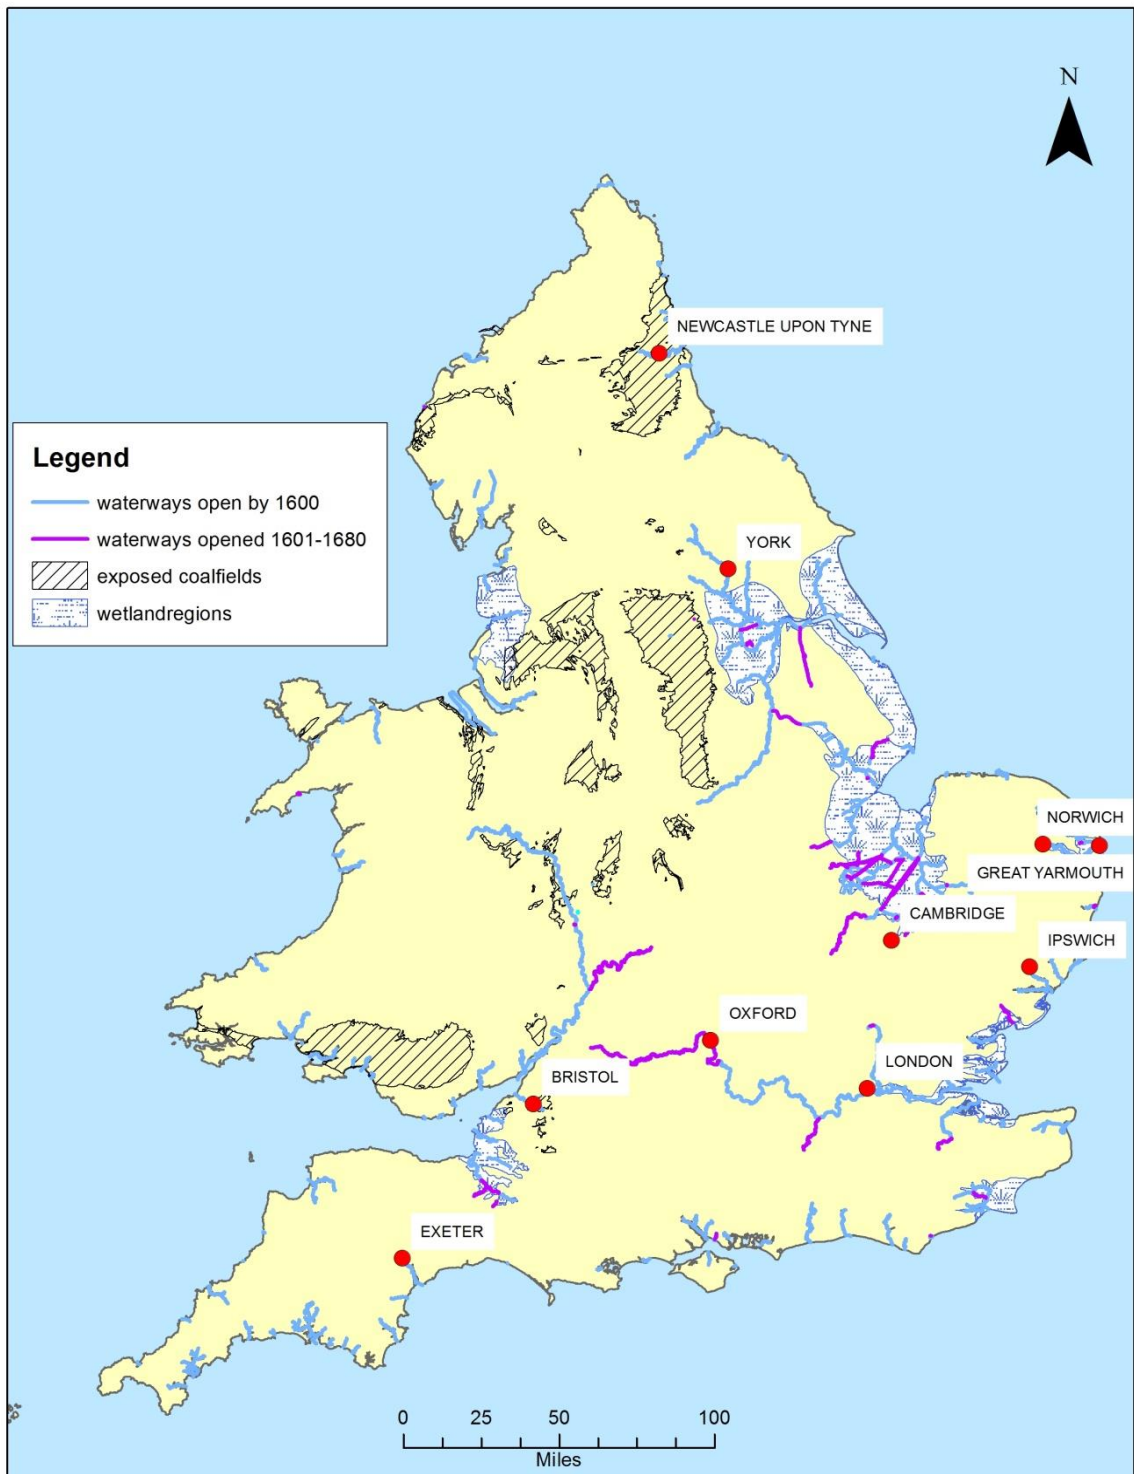 N
NEWCASTLE UPON TYNE
Legend
waterways open by 1600
waterways opened 1601-1680
exposed coalfields
wetlandregions
YORK
NORWICH
GREAT YARMOUTH
CAMBRIDGE
IPSWICH
OXFORD
LONDON
BRISTOL
EXETER
0 25 50 100
Miles